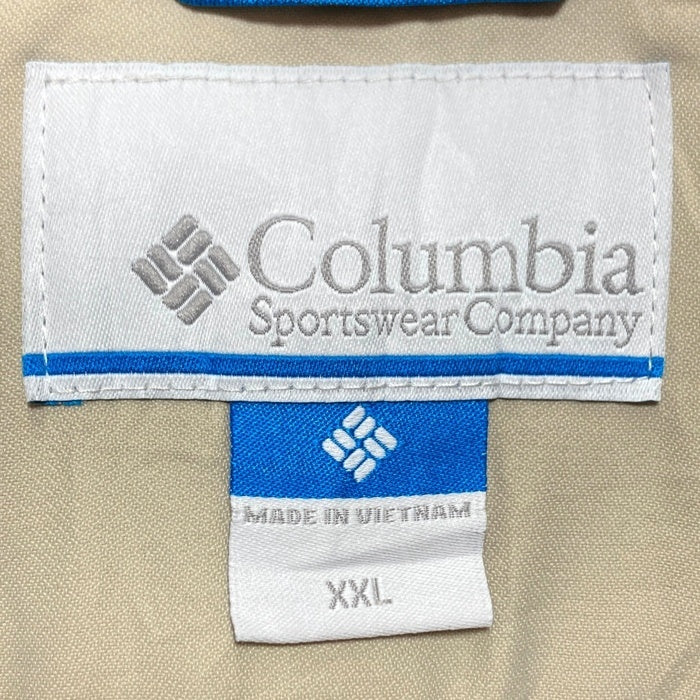 Columbia
Sportswear Company
MADE IN VIETNAM
XXL